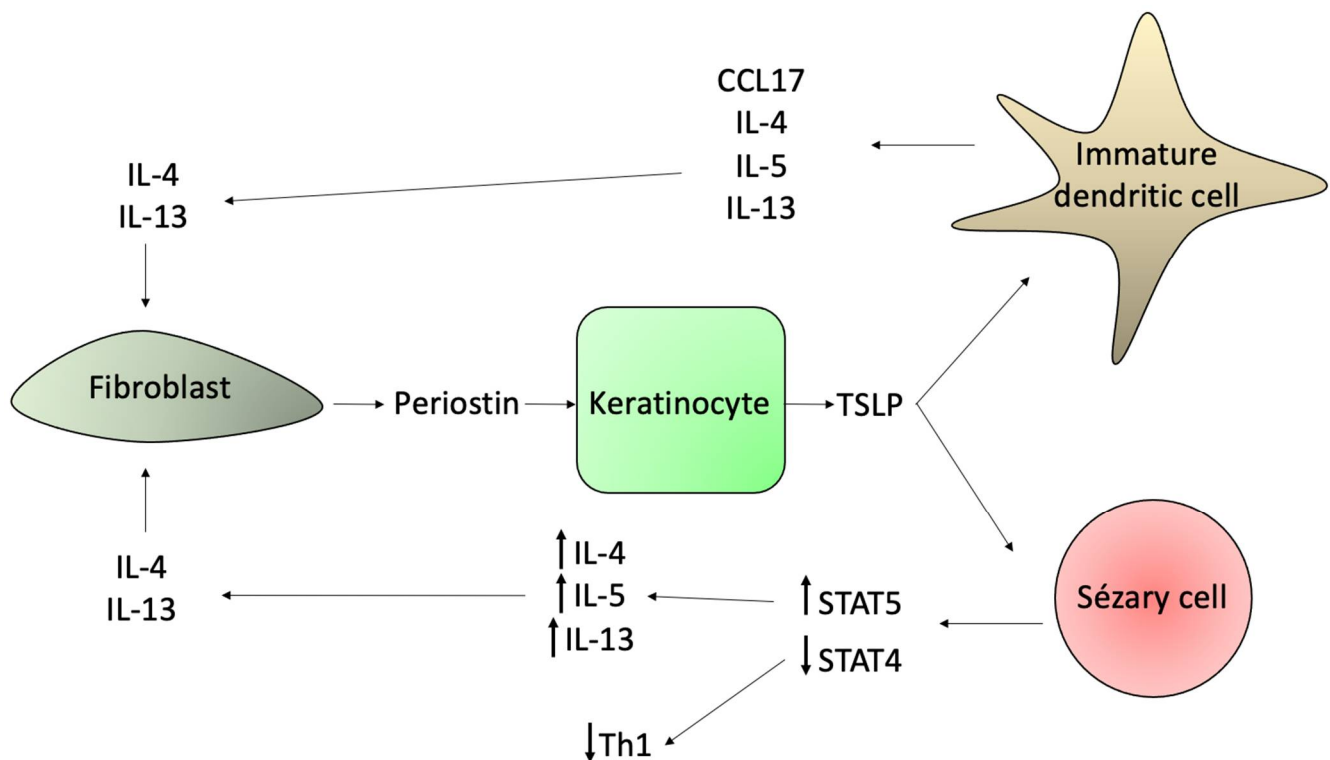 CCL17
IL-4
IL-5
IL-13
Immature
dendritic cell
IL-4
IL-13
Fibroblast
Periostin
Keratinocyte
TSLP
IL-4
IL-13
↑ IL-4
↑ IL-5
↑ IL-13
↑ STAT5
↓ STAT4
Sézary cell
↓ Th1